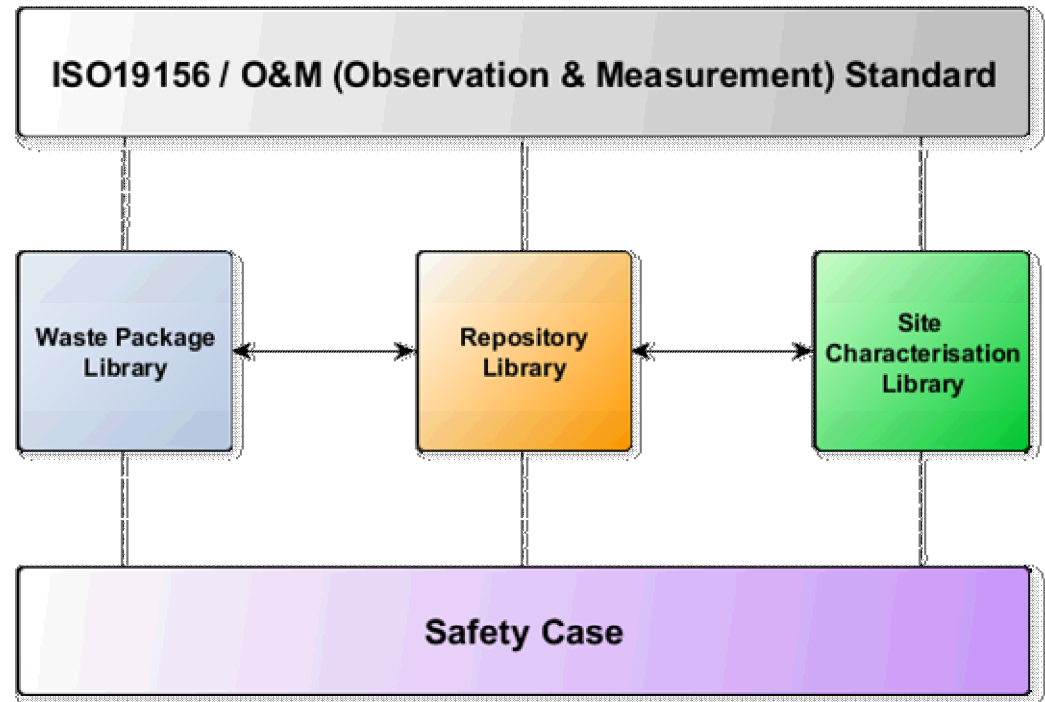 ISO19156 / O&M (Observation & Measurement) Standard
Waste Package
Library
Repository
Library
Site
Characterisation
Library
Safety Case